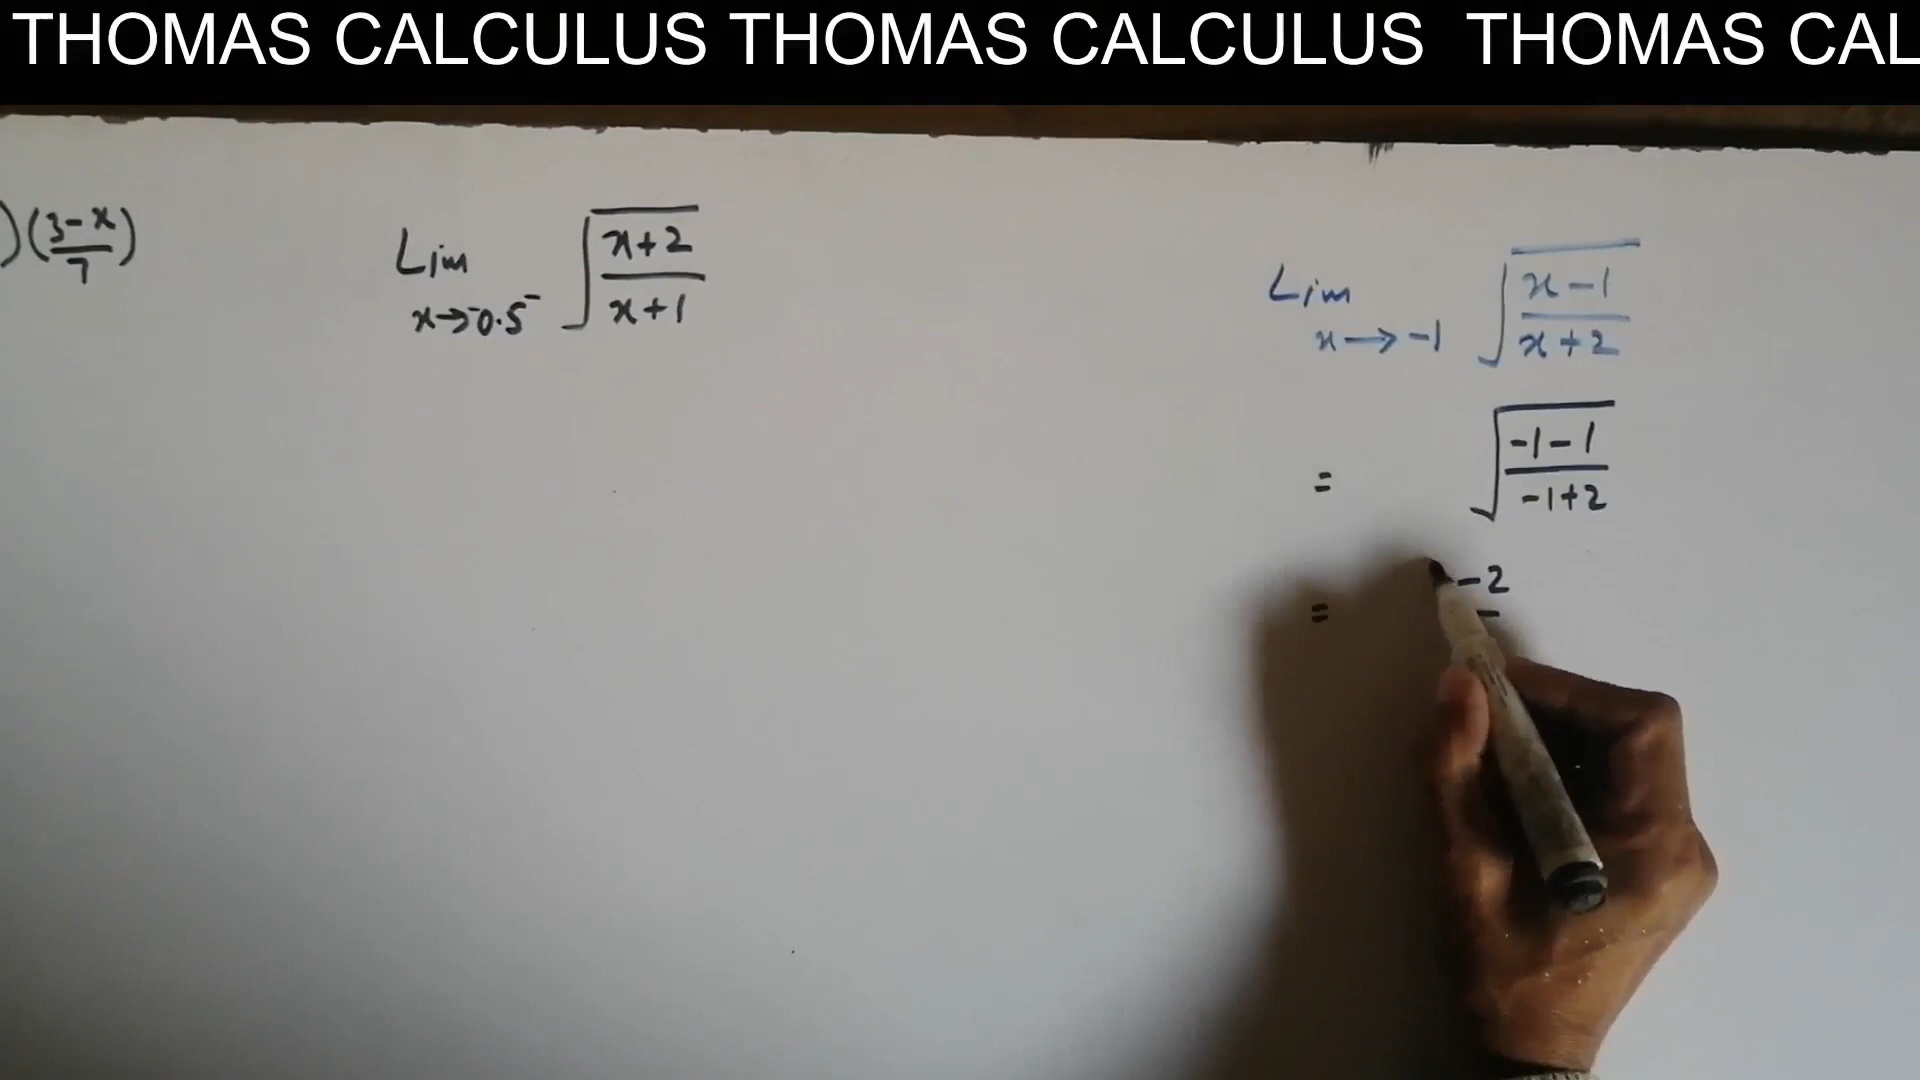 THOMAS CALCULUS THOMAS CALCULUS THOMAS CAL
)(3-x/7)
Lim x→-0.5⁻ √(x+2/x+1)
Lim x→-1 √(x-1/x+2)
= √(-1-1/-1+2)
= -2